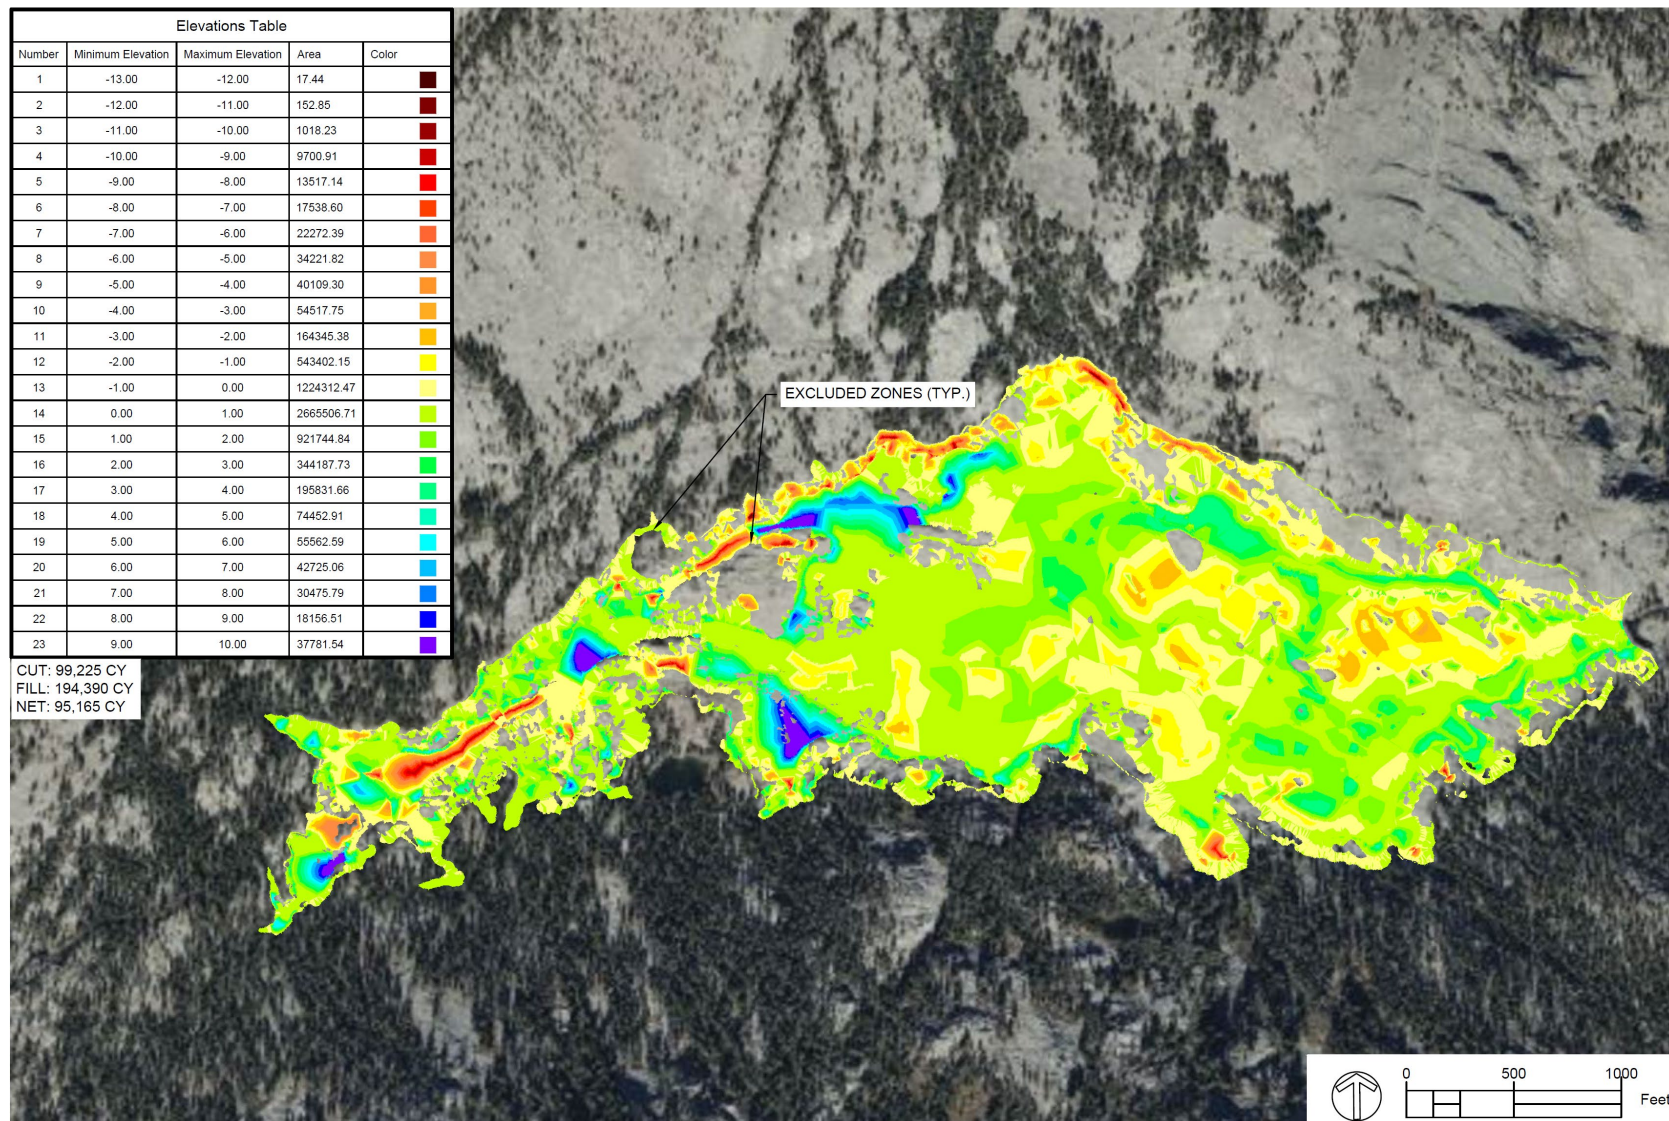 Elevations Table
Number Minimum Elevation Maximum Elevation Area Color
1 -13.00 -12.00 17.44
2 -12.00 -11.00 152.85
3 -11.00 -10.00 1018.23
4 -10.00 -9.00 9700.91
5 -9.00 -8.00 13517.14
6 -8.00 -7.00 17538.60
7 -7.00 -6.00 22272.39
8 -6.00 -5.00 34221.82
9 -5.00 -4.00 40109.30
10 -4.00 -3.00 54517.75
11 -3.00 -2.00 164345.38
12 -2.00 -1.00 543402.15
13 -1.00 0.00 1224312.47
14 0.00 1.00 2665506.71
15 1.00 2.00 921744.84
16 2.00 3.00 344187.73
17 3.00 4.00 195831.66
18 4.00 5.00 74452.91
19 5.00 6.00 55562.59
20 6.00 7.00 42725.06
21 7.00 8.00 30475.79
22 8.00 9.00 18156.51
23 9.00 10.00 37781.54
CUT: 99,225 CY
FILL: 194,390 CY
NET: 95,165 CY
EXCLUDED ZONES (TYP.)
0 500 1000
Feet